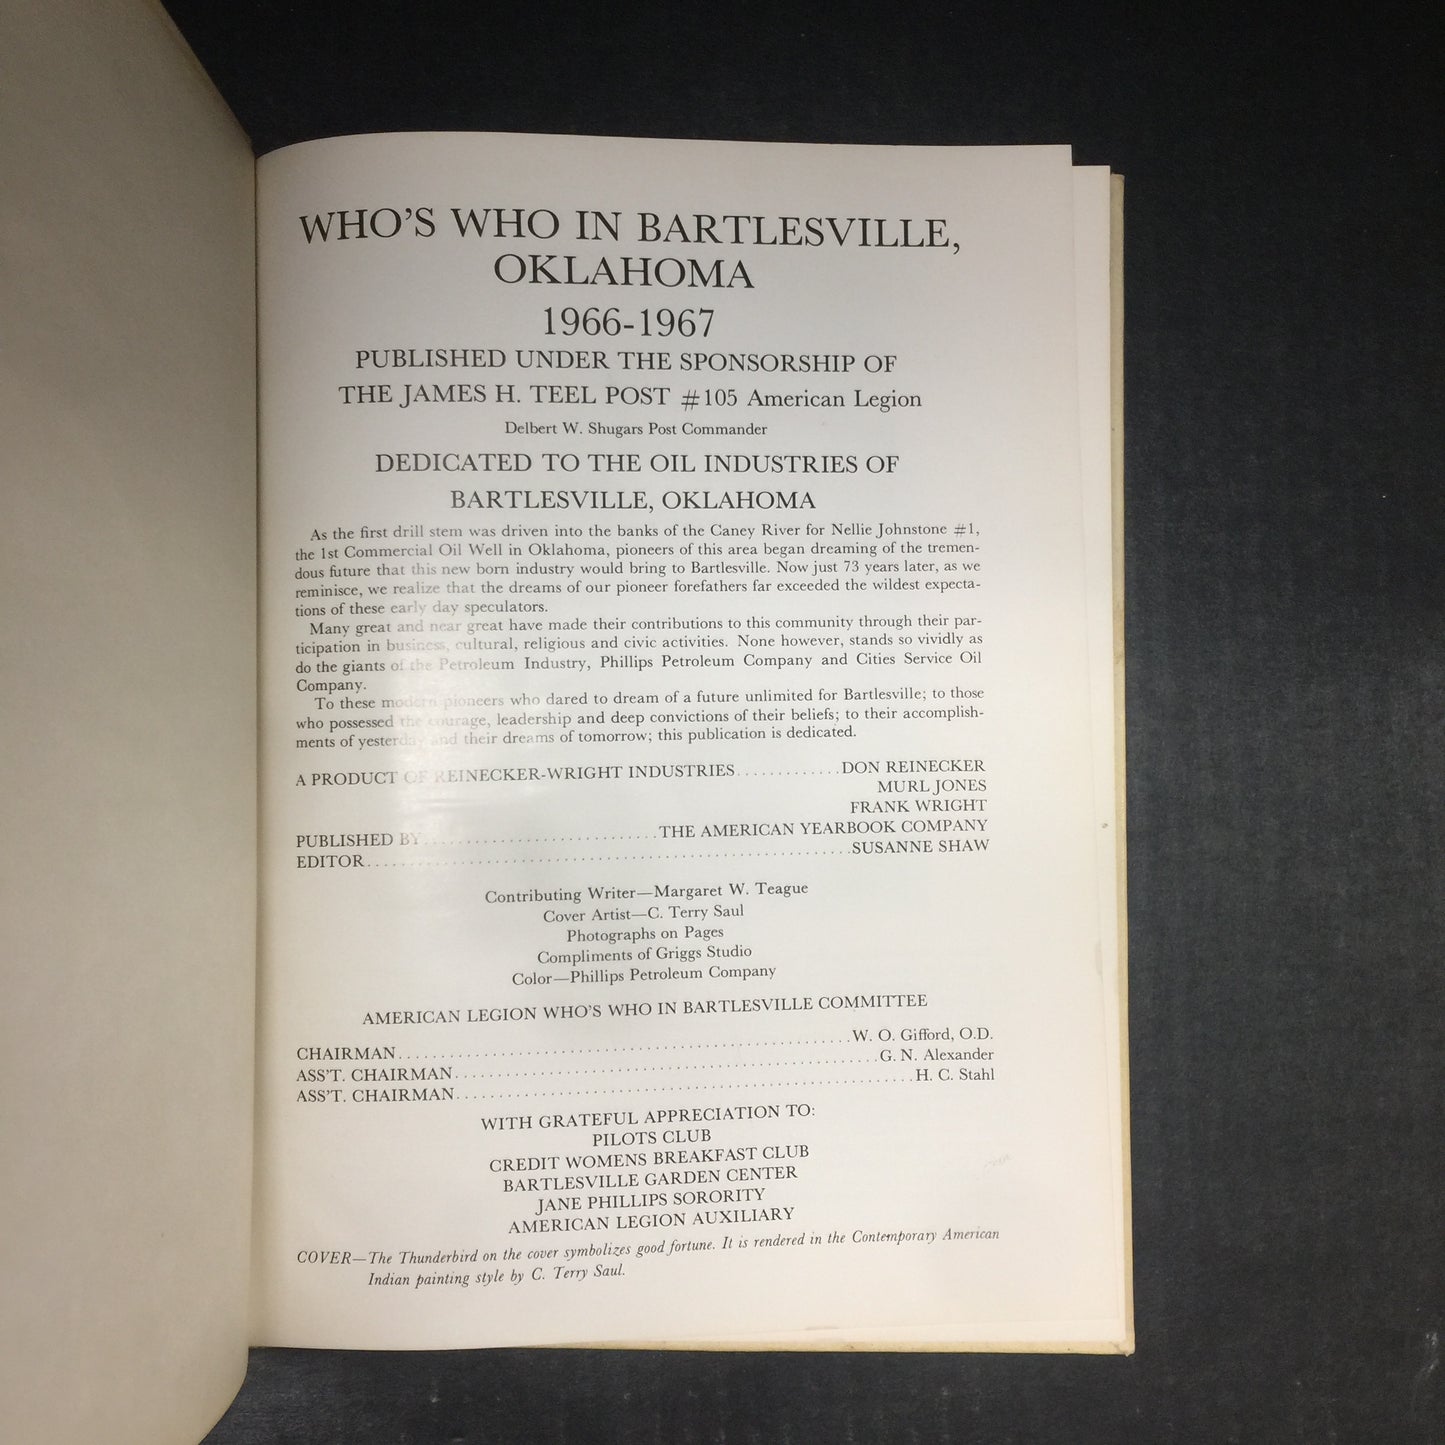 WHO'S WHO IN BARTLESVILLE,
OKLAHOMA
1966-1967
PUBLISHED UNDER THE SPONSORSHIP OF
THE JAMES H. TEEL POST #105 American Legion
Delbert W. Shugars Post Commander
DEDICATED TO THE OIL INDUSTRIES OF
BARTLESVILLE, OKLAHOMA
As the first drill stem was driven into the banks of the Caney River for Nellie Johnstone #1,
the 1st Commercial Oil Well in Oklahoma, pioneers of this area began dreaming of the tremen-
dous future that this new born industry would bring to Bartlesville. Now just 73 years later, as we
reminisce, we realize that the dreams of our pioneer forefathers far exceeded the wildest expecta-
tions of these early day speculators.
Many great and near great have made their contributions to this community through their par-
ticipation in business, cultural, religious and civic activities. None however, stands so vividly as
do the giants of the Petroleum Industry, Phillips Petroleum Company and Cities Service Oil
Company.
To these modern pioneers who dared to dream of a future unlimited for Bartlesville; to those
who possessed the courage, leadership and deep convictions of their beliefs; to their accomplish-
ments of yesterday and their dreams of tomorrow; this publication is dedicated.
A PRODUCT OF REINECKER-WRIGHT INDUSTRIES.............DON REINECKER
MURL JONES
FRANK WRIGHT
PUBLISHED BY............................THE AMERICAN YEARBOOK COMPANY
EDITOR..........................................................SUSANNE SHAW
Contributing Writer—Margaret W. Teague
Cover Artist—C. Terry Saul
Photographs on Pages
Compliments of Griggs Studio
Color—Phillips Petroleum Company
AMERICAN LEGION WHO'S WHO IN BARTLESVILLE COMMITTEE
CHAIRMAN......................................................W. O. Gifford, O.D.
ASS'T. CHAIRMAN..................................................G. N. Alexander
ASS'T. CHAIRMAN......................................................H. C. Stahl
WITH GRATEFUL APPRECIATION TO:
PILOTS CLUB
CREDIT WOMENS BREAKFAST CLUB
BARTLESVILLE GARDEN CENTER
JANE PHILLIPS SORORITY
AMERICAN LEGION AUXILIARY
COVER—The Thunderbird on the cover symbolizes good fortune. It is rendered in the Contemporary American
Indian painting style by C. Terry Saul.